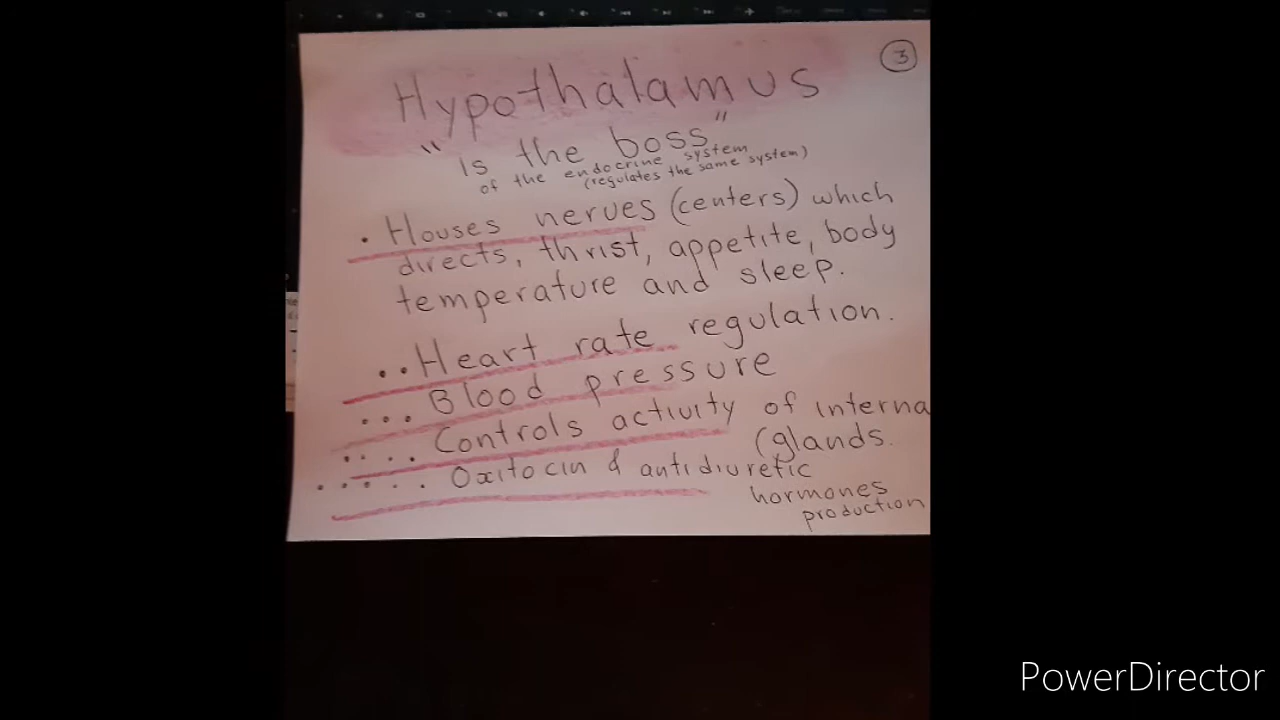 3
Hypothalamus
"is the boss"
of the endocrine system
(regulates the same system)
. Houses nerves (centers) which
directs, thrist, appetite, body
temperature and sleep.
.. Heart rate regulation.
... Blood pressure
.... Controls activity of interna
(glands.
..... Oxitocin & antidiuretic
hormones
production
PowerDirector